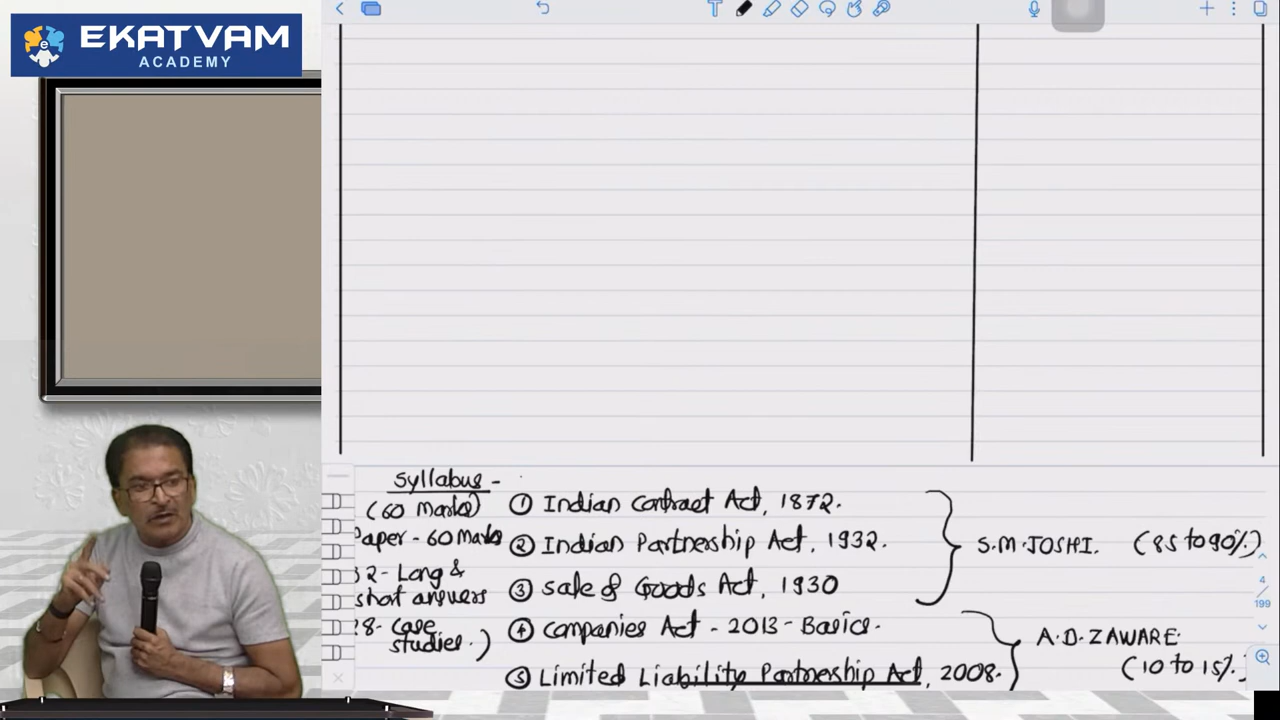 EKATVAM
ACADEMY
Syllabus -
(60 Marks)
Paper - 60 Marks
32 - Long &
short answers
28 - case
studies.)
① Indian Contract Act, 1872.
② Indian Partnership Act, 1932.
③ Sale of Goods Act, 1930
S.M. JOSHI. (85 to 90%)
④ Companies Act - 2013 - Basics.
⑤ Limited Liability Partnership Act, 2008.
A.D. ZAWARE.
(10 to 15%.)
4
199